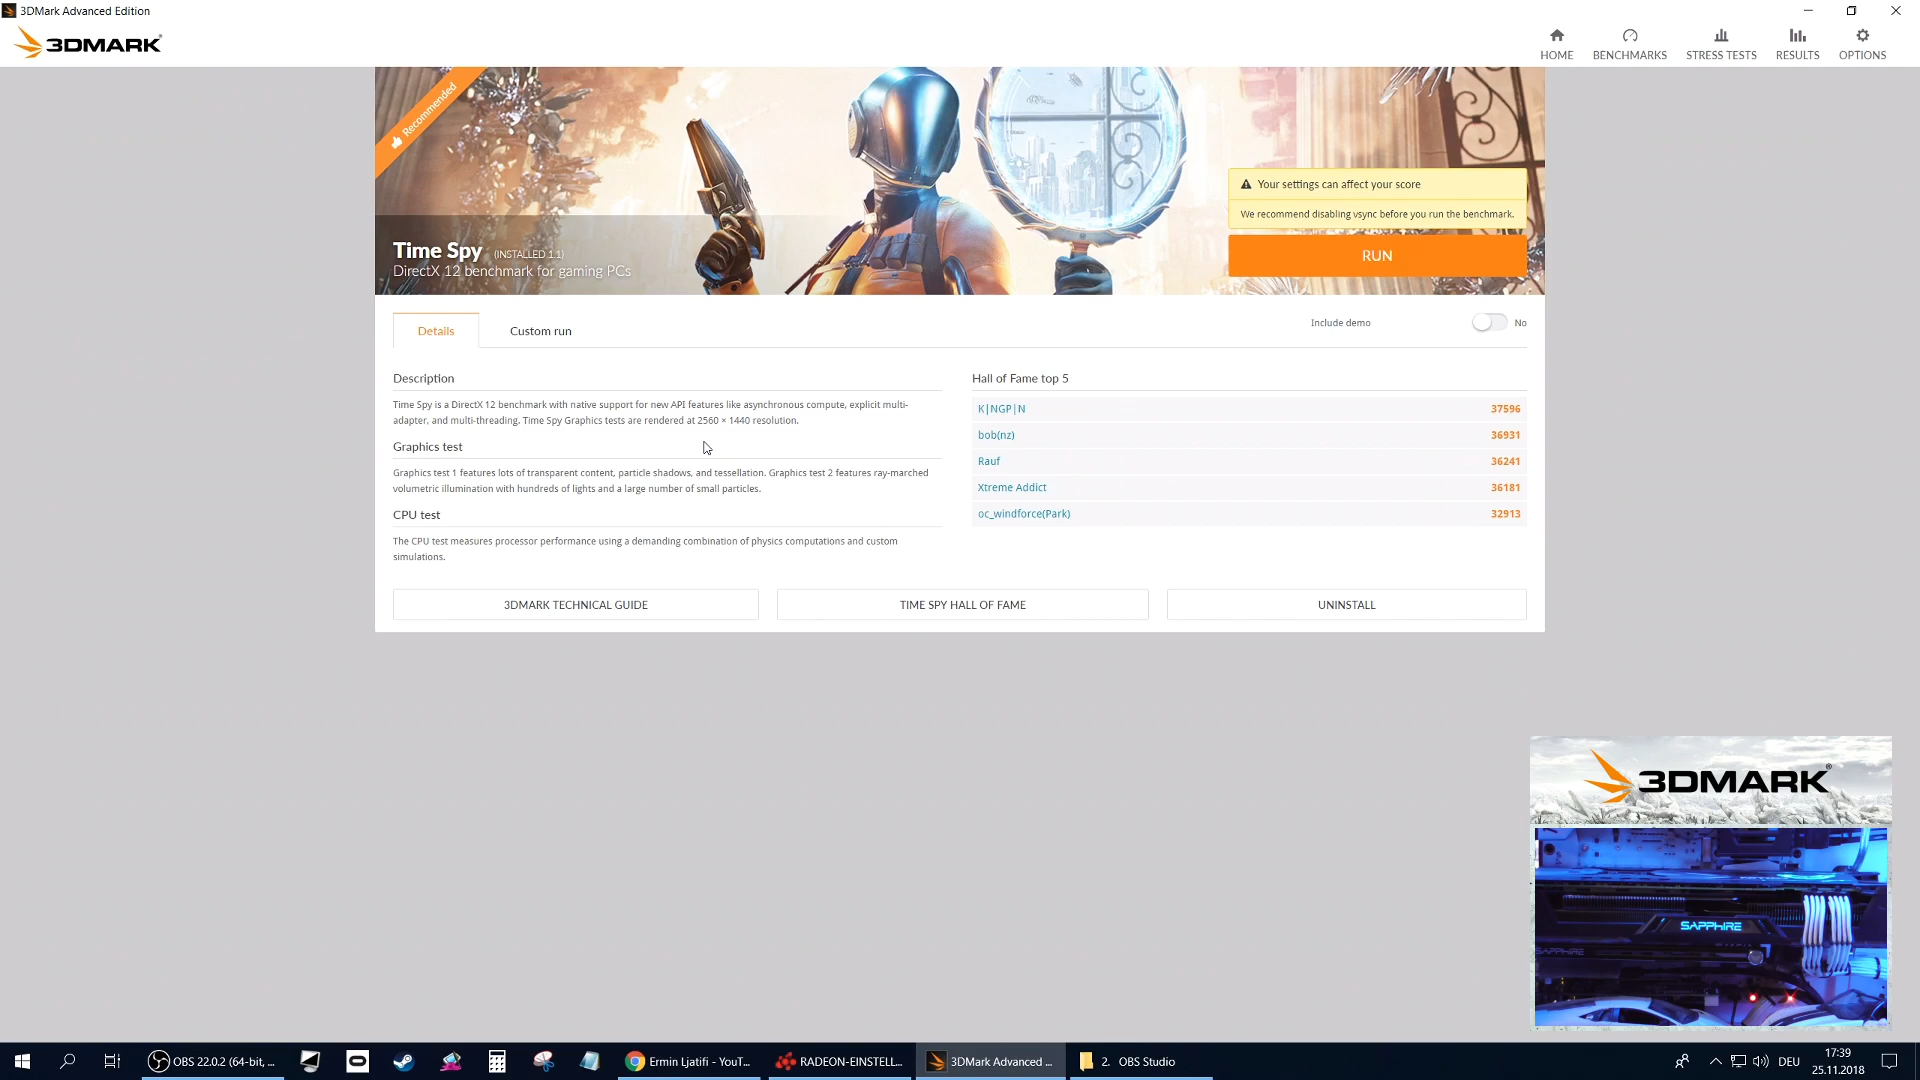 3DMark Advanced Edition
3DMARK
HOME
BENCHMARKS
STRESS TESTS
RESULTS
OPTIONS
Recommended
Your settings can affect your score
We recommend disabling vsync before you run the benchmark.
Time Spy (INSTALLED 1.1)
DirectX 12 benchmark for gaming PCs
RUN
Details
Custom run
Include demo
No
Description
Time Spy is a DirectX 12 benchmark with native support for new API features like asynchronous compute, explicit multi-
adapter, and multi-threading. Time Spy Graphics tests are rendered at 2560 × 1440 resolution.
Graphics test
Graphics test 1 features lots of transparent content, particle shadows, and tessellation. Graphics test 2 features ray-marched
volumetric illumination with hundreds of lights and a large number of small particles.
CPU test
The CPU test measures processor performance using a demanding combination of physics computations and custom
simulations.
Hall of Fame top 5
K|NGP|N 37596
bob(nz) 36931
Rauf 36241
Xtreme Addict 36181
oc_windforce(Park) 32913
3DMARK TECHNICAL GUIDE
TIME SPY HALL OF FAME
UNINSTALL
3DMARK®
SAPPHIRE
SAPPHIRE
OBS 22.0.2 (64-bit, ...
Ermin Ljatifi - YouT...
RADEON-EINSTELL...
3DMark Advanced ...
2. OBS Studio
DEU
17:39
25.11.2018